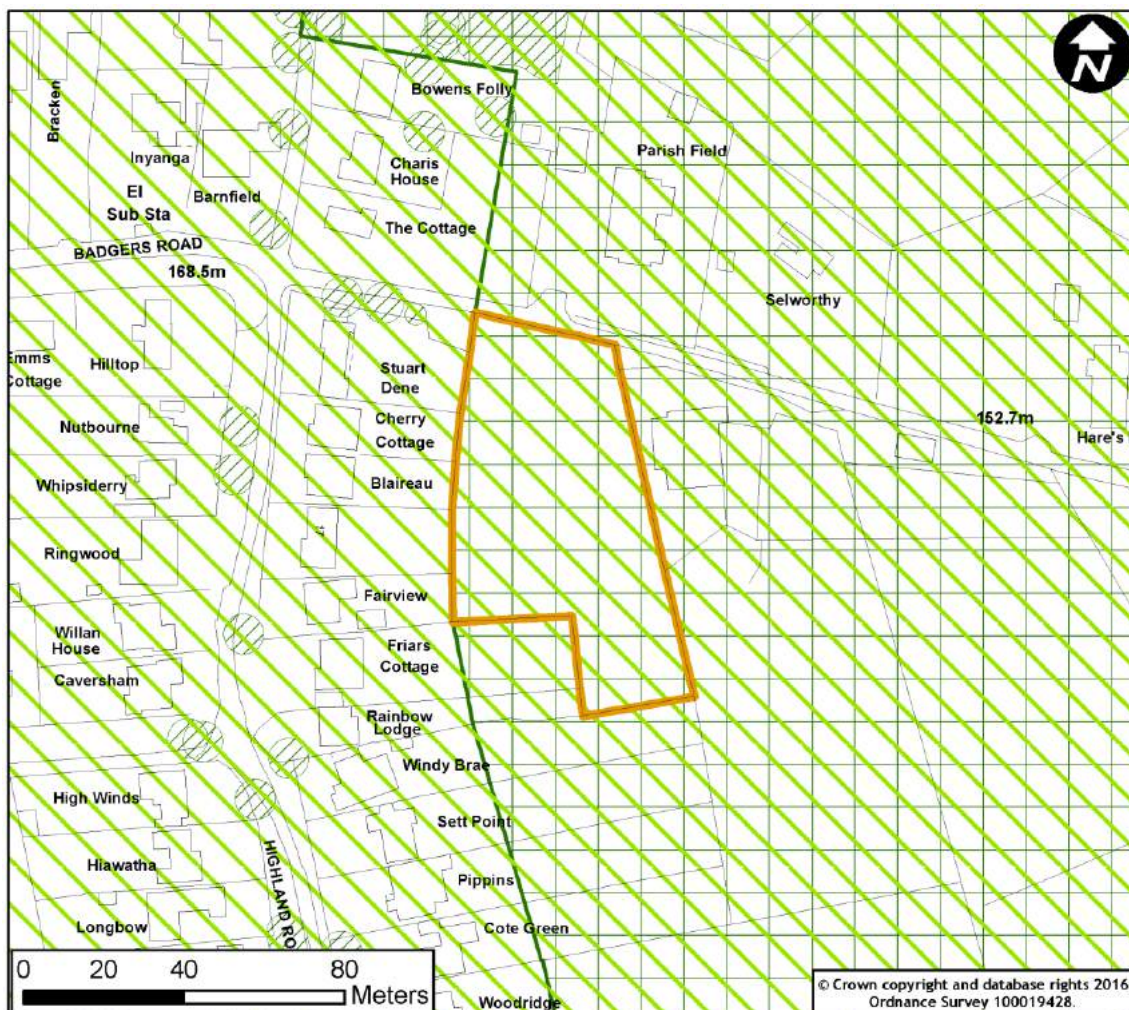 N
Bowens Folly
Bracken
Inyanga
Charis
House
Parish Field
El
Sub Sta
Barnfield
The Cottage
BADGERS ROAD
168.5m
Selworthy
Emms
Cottage
Hilltop
Stuart
Dene
Cherry
Cottage
152.7m
Hare's
Nutbourne
Whipsiderry
Blaireau
17
Ringwood
Fairview
Willan
House
Friars
Cottage
Caversham
Rainbow
Lodge
Windy Brae
High Winds
Sett Point
Hiawatha
HIGHLAND RO
Pippins
Longbow
Cote Green
Woodridge
0 20 40 80
Meters
© Crown copyright and database rights 2016
Ordnance Survey 100019428.